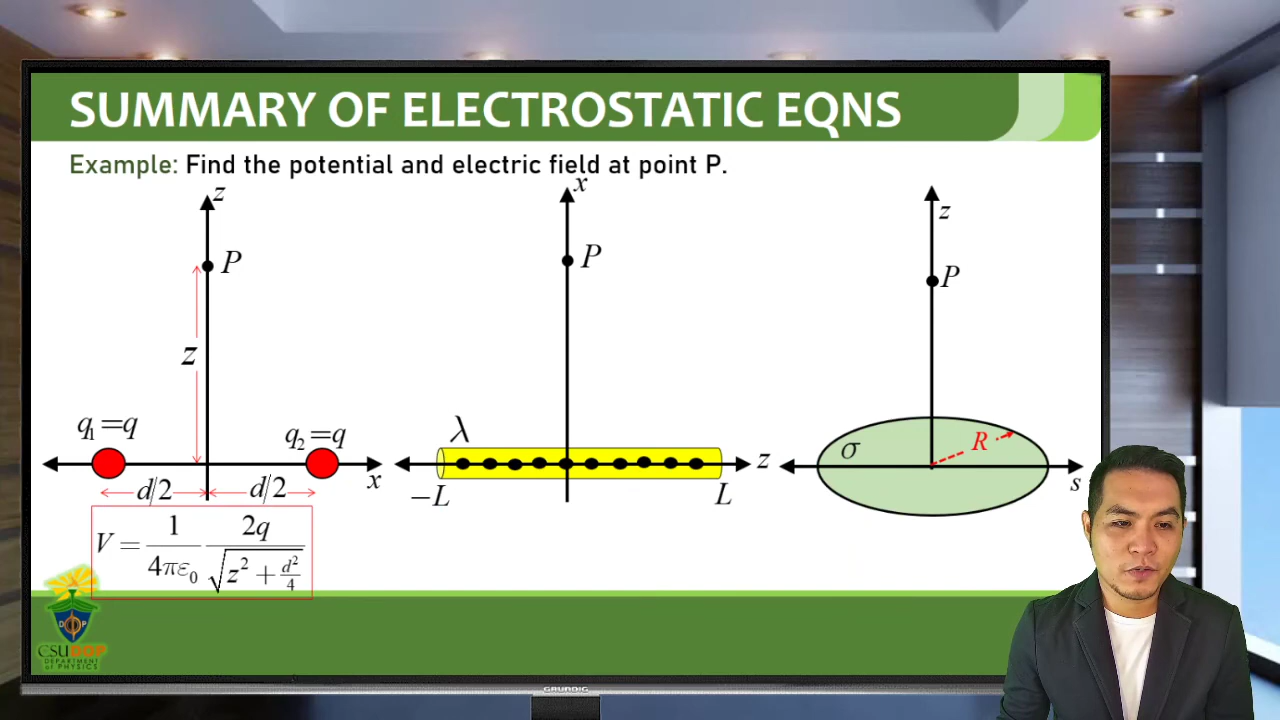 SUMMARY OF ELECTROSTATIC EQNS
Example: Find the potential and electric field at point P.
z
P
z
q₁=q
q₂=q
x
d/2
d/2
V = 1/4πε₀ 2q/√(z² + d²/4)
x
P
λ
z
−L
L
z
P
σ
R
s
DOP
CSUDOP
DEPARTMENT
of PHYSICS
GRUNDIG